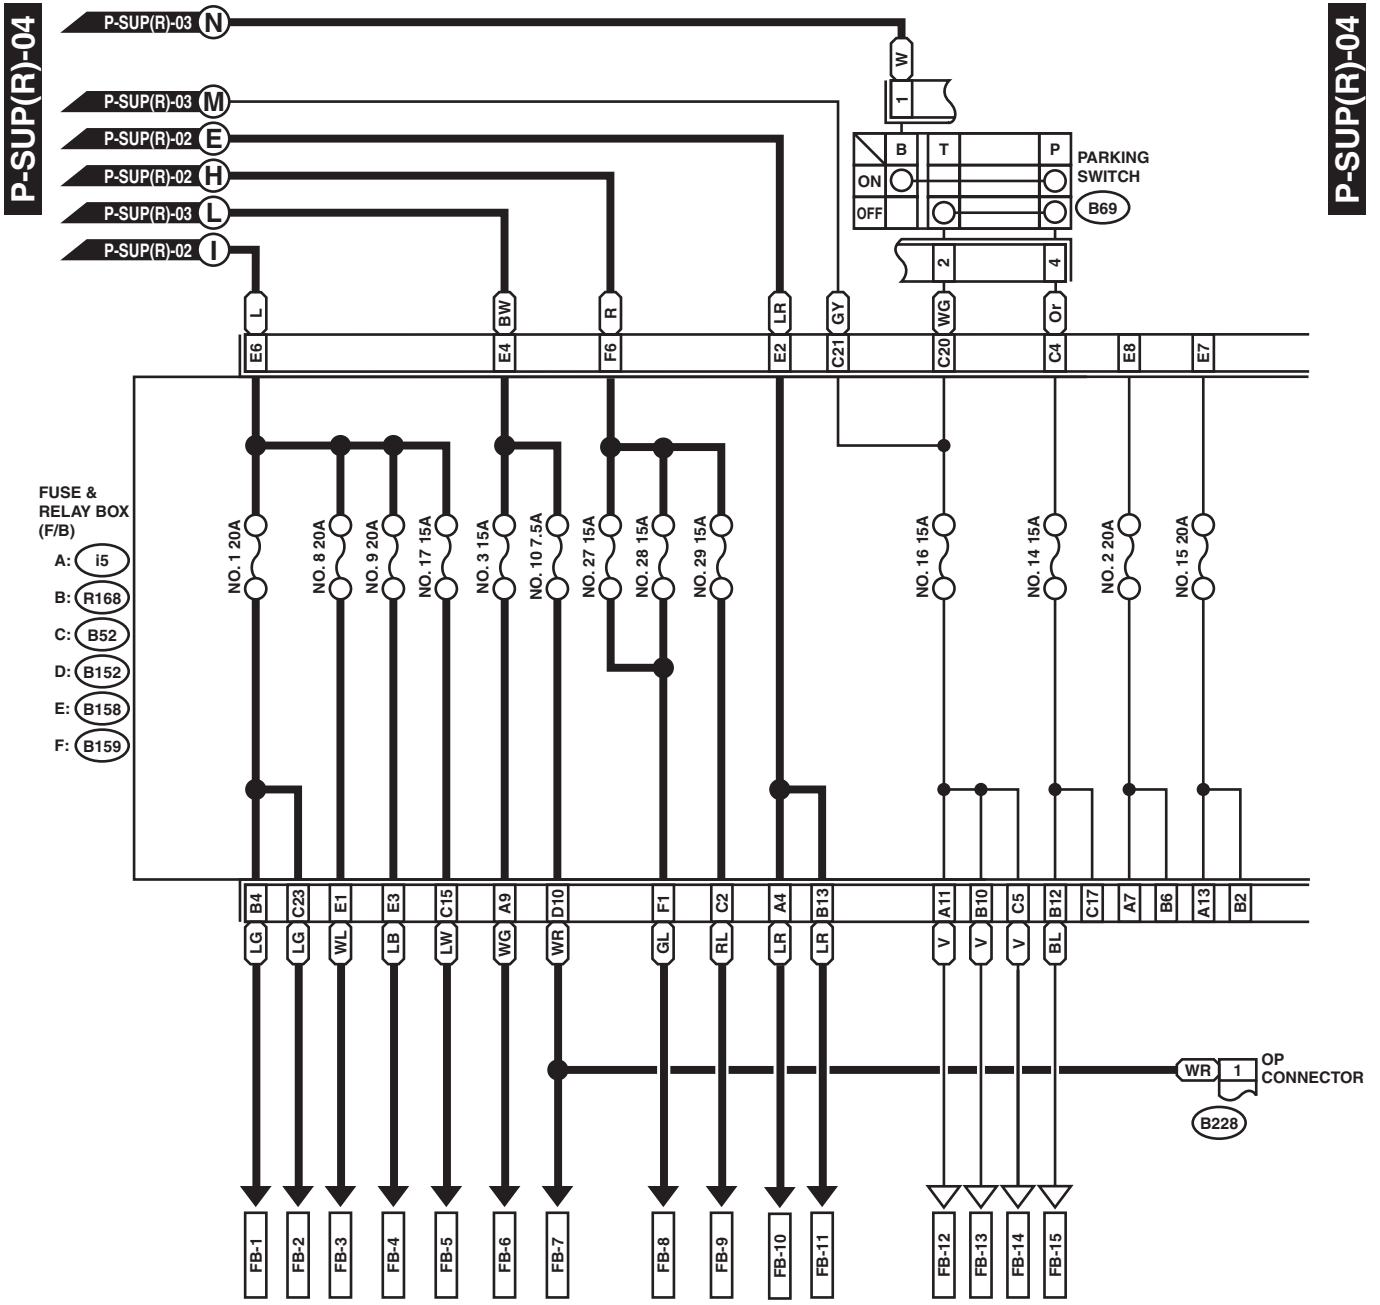 P-SUP(R)-04
P-SUP(R)-04
P-SUP(R)-03 N
P-SUP(R)-03 M
P-SUP(R)-02 E
P-SUP(R)-02 H
P-SUP(R)-03 L
P-SUP(R)-02 I
W
1
B T P
ON
OFF
PARKING
SWITCH
B69
2 4
L BW R LR GY WG Or
E6 E4 F6 E2 C21 C20 C4 E8 E7
FUSE &
RELAY BOX
(F/B)
A: i5
B: R168
C: B52
D: B152
E: B158
F: B159
NO. 1 20A
NO. 8 20A
NO. 9 20A
NO. 17 15A
NO. 3 15A
NO. 10 7.5A
NO. 27 15A
NO. 28 15A
NO. 29 15A
NO. 16 15A
NO. 14 15A
NO. 2 20A
NO. 15 20A
B4 C23 E1 E3 C15 A9 D10 F1 C2 A4 B13 A11 B10 C5 B12 C17 A7 B6 A13 B2
LG LG WL LB LW WG WR GL RL LR LR V V V BL
WR 1
OP
CONNECTOR
B228
FB-1 FB-2 FB-3 FB-4 FB-5 FB-6 FB-7 FB-8 FB-9 FB-10 FB-11 FB-12 FB-13 FB-14 FB-15